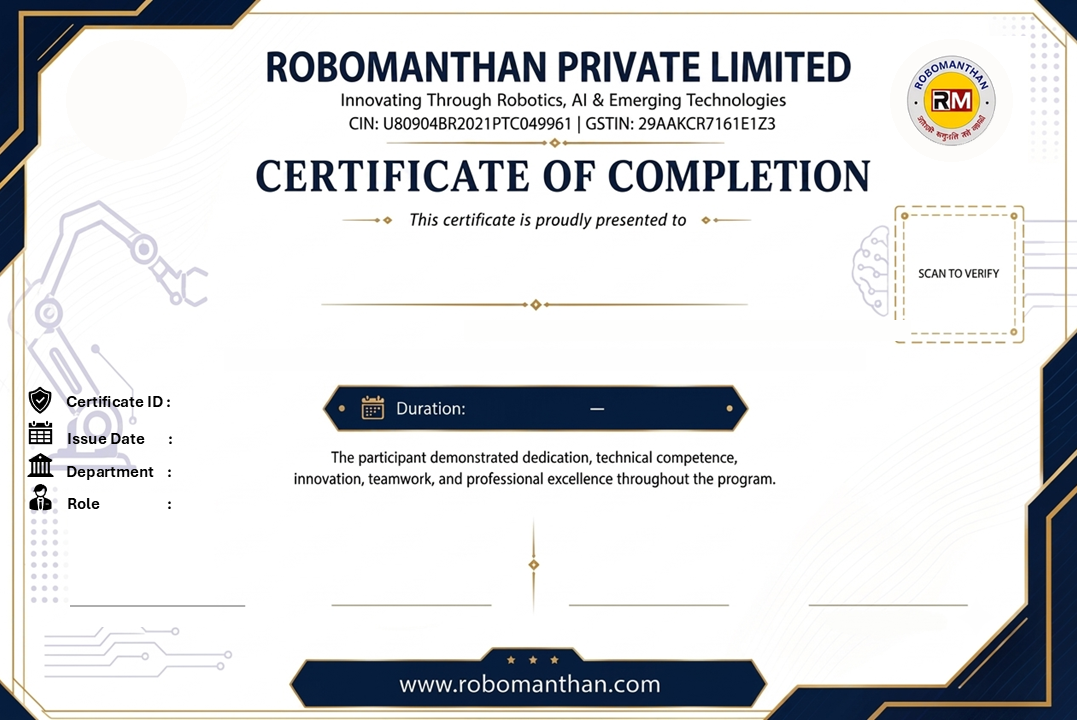 ROBOMANTHAN PRIVATE LIMITED
Innovating Through Robotics, AI & Emerging Technologies
CIN: U80904BR2021PTC049961 | GSTIN: 29AAKCR7161E1Z3
ROBOMANTHAN
RM
CERTIFICATE OF COMPLETION
This certificate is proudly presented to
SCAN TO VERIFY
Certificate ID :
Issue Date :
Department :
Role :
Duration: —
The participant demonstrated dedication, technical competence,
innovation, teamwork, and professional excellence throughout the program.
www.robomanthan.com